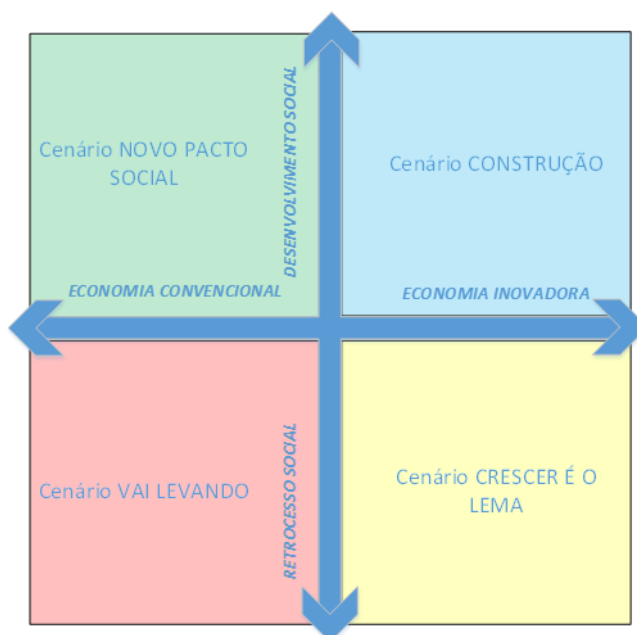 Cenário NOVO PACTO
SOCIAL
DESENVOLVIMENTO SOCIAL
Cenário CONSTRUÇÃO
ECONOMIA CONVENCIONAL
ECONOMIA INOVADORA
Cenário VAI LEVANDO
RETROCESSO SOCIAL
Cenário CRESCER É O
LEMA